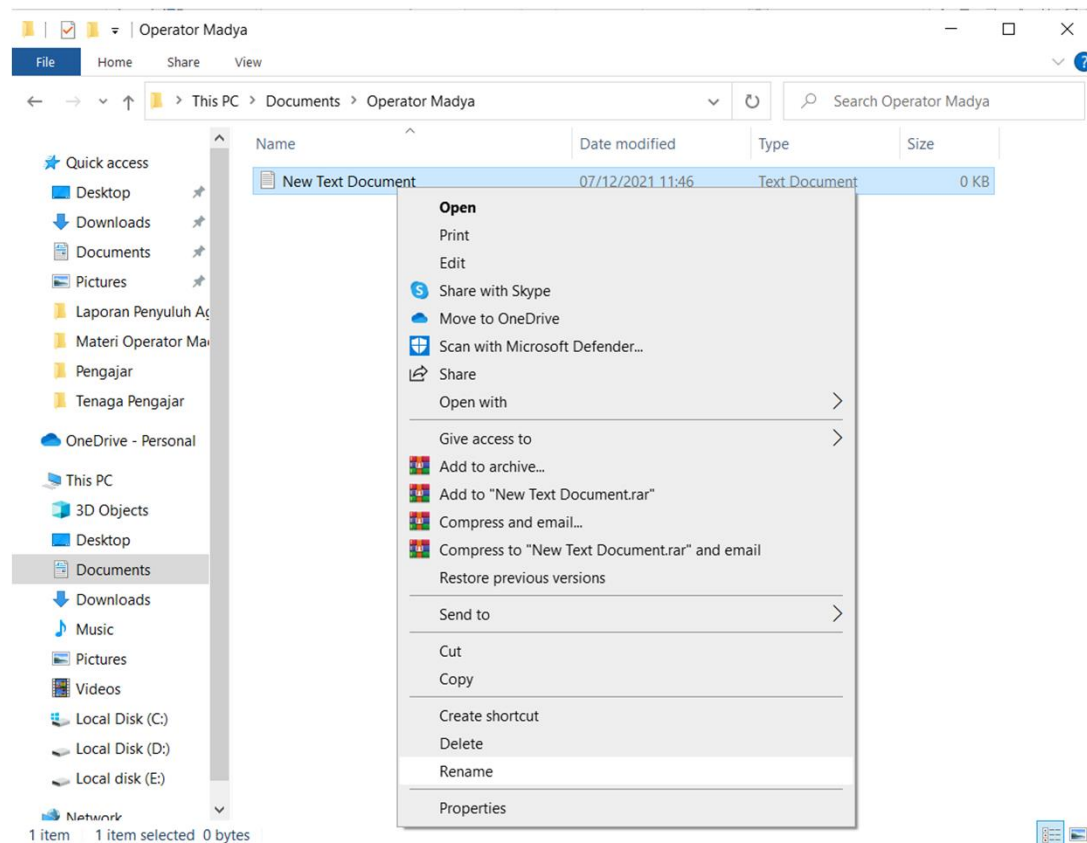 Operator Madya
File Home Share View
This PC > Documents > Operator Madya
Search Operator Madya
Name Date modified Type Size
New Text Document 07/12/2021 11:46 Text Document 0 KB
Quick access
Desktop
Downloads
Documents
Pictures
Laporan Penyuluh Ag
Materi Operator Ma
Pengajar
Tenaga Pengajar
OneDrive - Personal
This PC
3D Objects
Desktop
Documents
Downloads
Music
Pictures
Videos
Local Disk (C:)
Local Disk (D:)
Local disk (E:)
Network
Open
Print
Edit
Share with Skype
Move to OneDrive
Scan with Microsoft Defender...
Share
Open with
Give access to
Add to archive...
Add to "New Text Document.rar"
Compress and email...
Compress to "New Text Document.rar" and email
Restore previous versions
Send to
Cut
Copy
Create shortcut
Delete
Rename
Properties
1 item 1 item selected 0 bytes